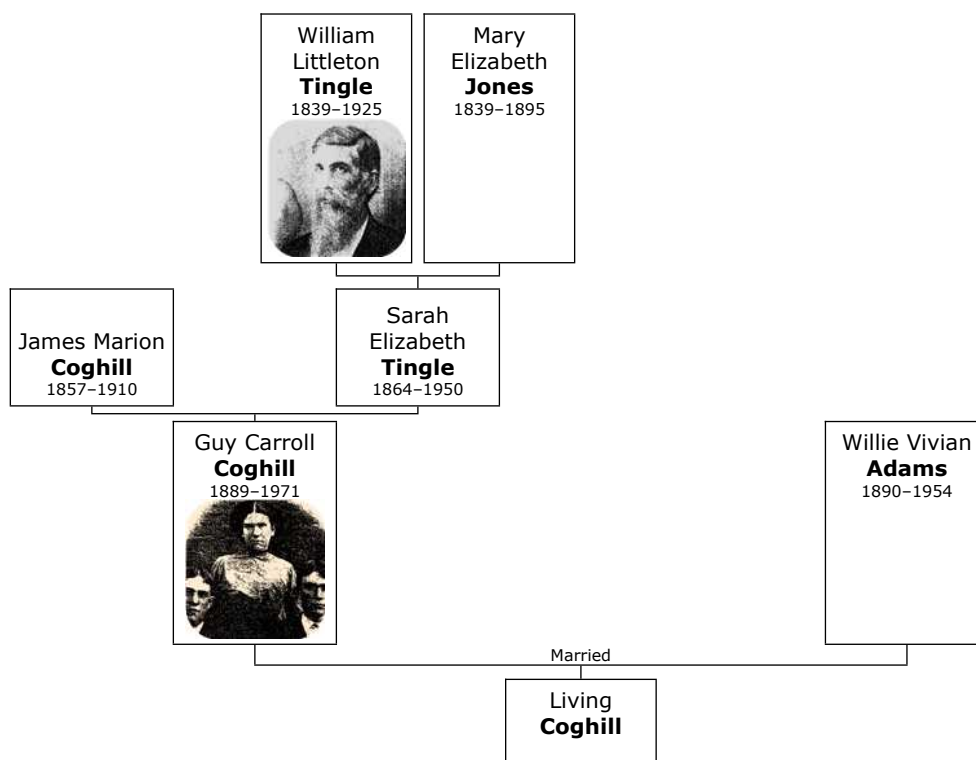 William
Littleton
Tingle
1839–1925
Mary
Elizabeth
Jones
1839–1895
James Marion
Coghill
1857–1910
Sarah
Elizabeth
Tingle
1864–1950
Guy Carroll
Coghill
1889–1971
Willie Vivian
Adams
1890–1954
Married
Living
Coghill